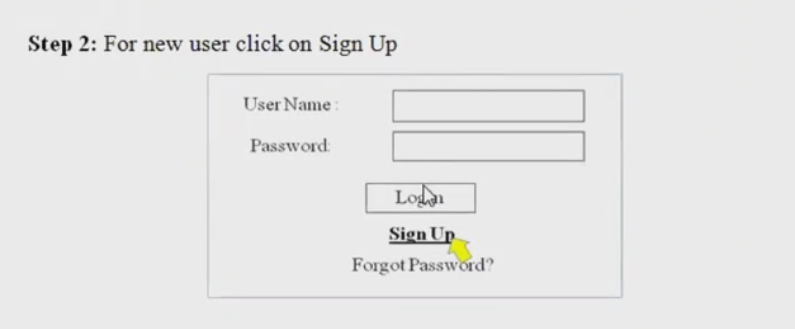 Step 2: For new user click on Sign Up
User Name :
Password:
Login
Sign Up
Forgot Password?